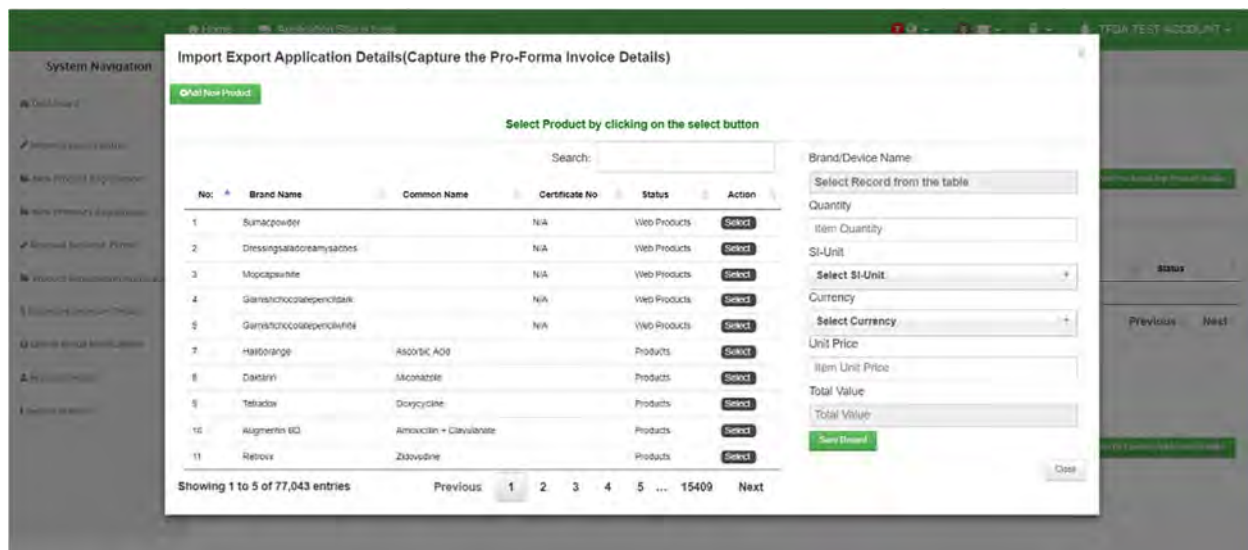 Home
TFDA TEST ACCOUNT
System Navigation
Import Export Application Details(Capture the Pro-Forma Invoice Details)
Add New Product
Select Product by clicking on the select button
Search:
No: Brand Name Common Name Certificate No Status Action
1 Sumacpowder N/A Web Products Select
2 Dressingsaladcreamysaches N/A Web Products Select
3 Mopcapswhite N/A Web Products Select
4 Garnishchocolatepencildark N/A Web Products Select
5 Garnishchocolatepencilwhite N/A Web Products Select
7 Haliborange Ascorbic Acid Products Select
8 Daktarin Miconazole Products Select
9 Tetradox Doxycycline Products Select
10 Augmentin BD Amoxicillin + Clavulanate Products Select
11 Retrovir Zidovudine Products Select
Showing 1 to 5 of 77,043 entries
Previous 1 2 3 4 5 ... 15409 Next
Brand/Device Name
Select Record from the table
Quantity
Item Quantity
SI-Unit
Select SI-Unit
Currency
Select Currency
Unit Price
Item Unit Price
Total Value
Total Value
Save Record
Close
Status
Previous Next